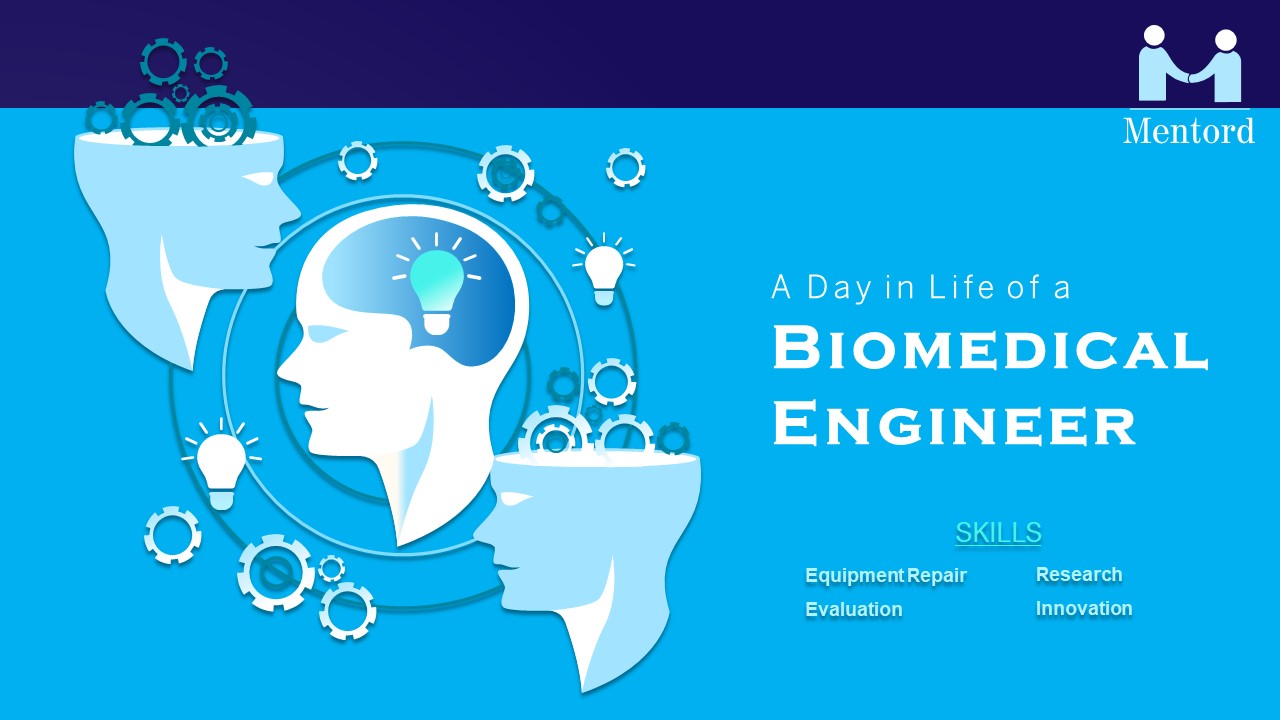 Mentord
A Day in Life of a
BIOMEDICAL
ENGINEER
SKILLS
Equipment Repair
Research
Evaluation
Innovation